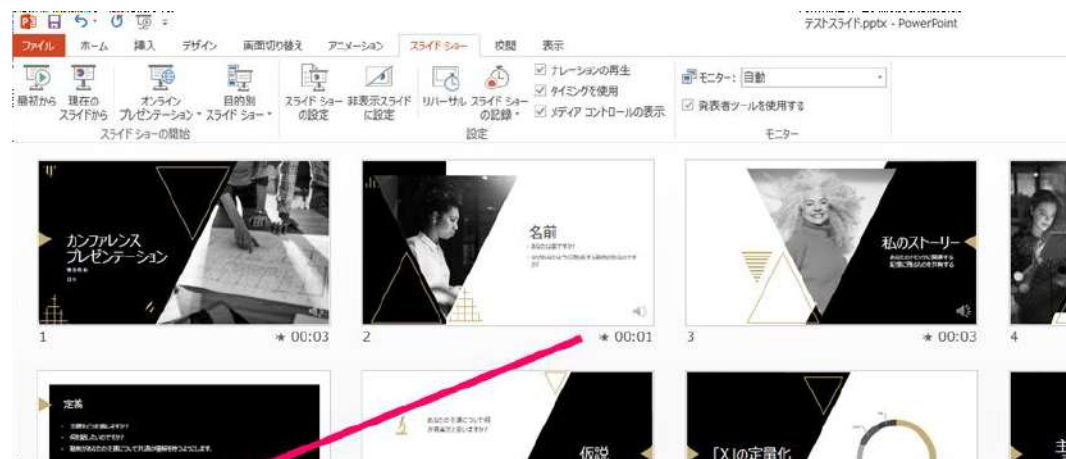 テストスライド.pptx - PowerPoint
ファイル ホーム 挿入 デザイン 画面切り替え アニメーション スライド ショー 校閲 表示
最初から 現在の スライドから
オンライン プレゼンテーション
目的別 スライド ショー
スライド ショー の設定
非表示スライド に設定
リハーサル
スライド ショー の記録
ナレーションの再生
タイミングを使用
メディア コントロールの表示
モニター: 自動
発表者ツールを使用する
スライド ショーの開始
設定
モニター
カンファレンス
プレゼンテーション
名前
私のストーリー
1 00:03 2 00:01 3 00:03 4
定義
仮説
「X」の定量化
主